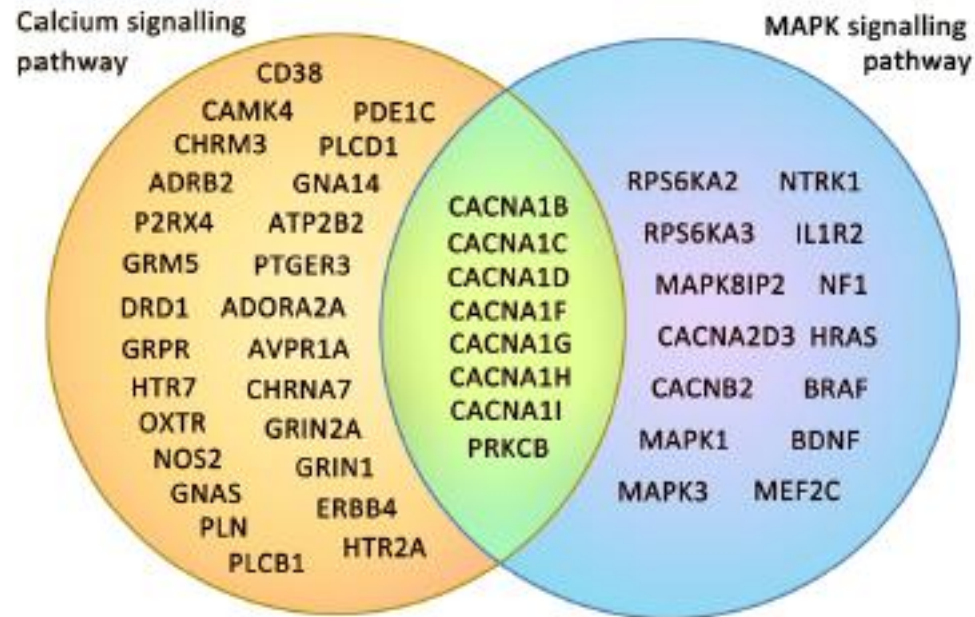 Calcium signalling
pathway
MAPK signalling
pathway
CD38
CAMK4 PDE1C
CHRM3 PLCD1
ADRB2 GNA14
P2RX4 ATP2B2
GRM5 PTGER3
DRD1 ADORA2A
GRPR AVPR1A
HTR7 CHRNA7
OXTR GRIN2A
NOS2 GRIN1
GNAS ERBB4
PLN HTR2A
PLCB1
CACNA1B
CACNA1C
CACNA1D
CACNA1F
CACNA1G
CACNA1H
CACNA1I
PRKCB
RPS6KA2 NTRK1
RPS6KA3 IL1R2
MAPK8IP2 NF1
CACNA2D3 HRAS
CACNB2 BRAF
MAPK1 BDNF
MAPK3 MEF2C